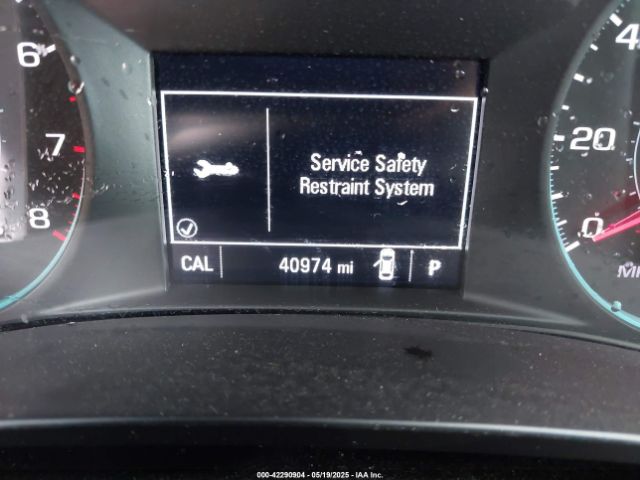 6
7
8
Service Safety
Restraint System
CAL
40974 mi
P
4
20
0
000-42290904 - 05/19/2025 - IAA Inc.